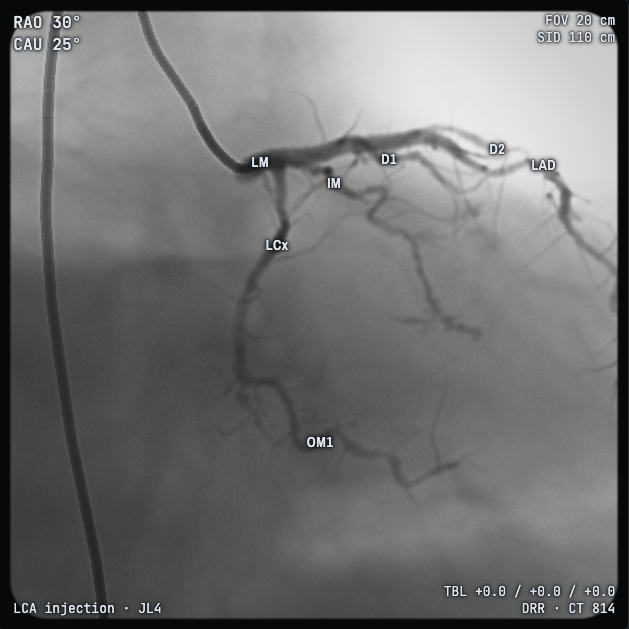 RAO 30°
CAU 25°
FOV 20 cm
SID 110 cm
D2
D1
LM
LAD
IM
LCx
OM1
TBL +0.0 / +0.0 / +0.0
LCA injection · JL4
DRR · CT 814